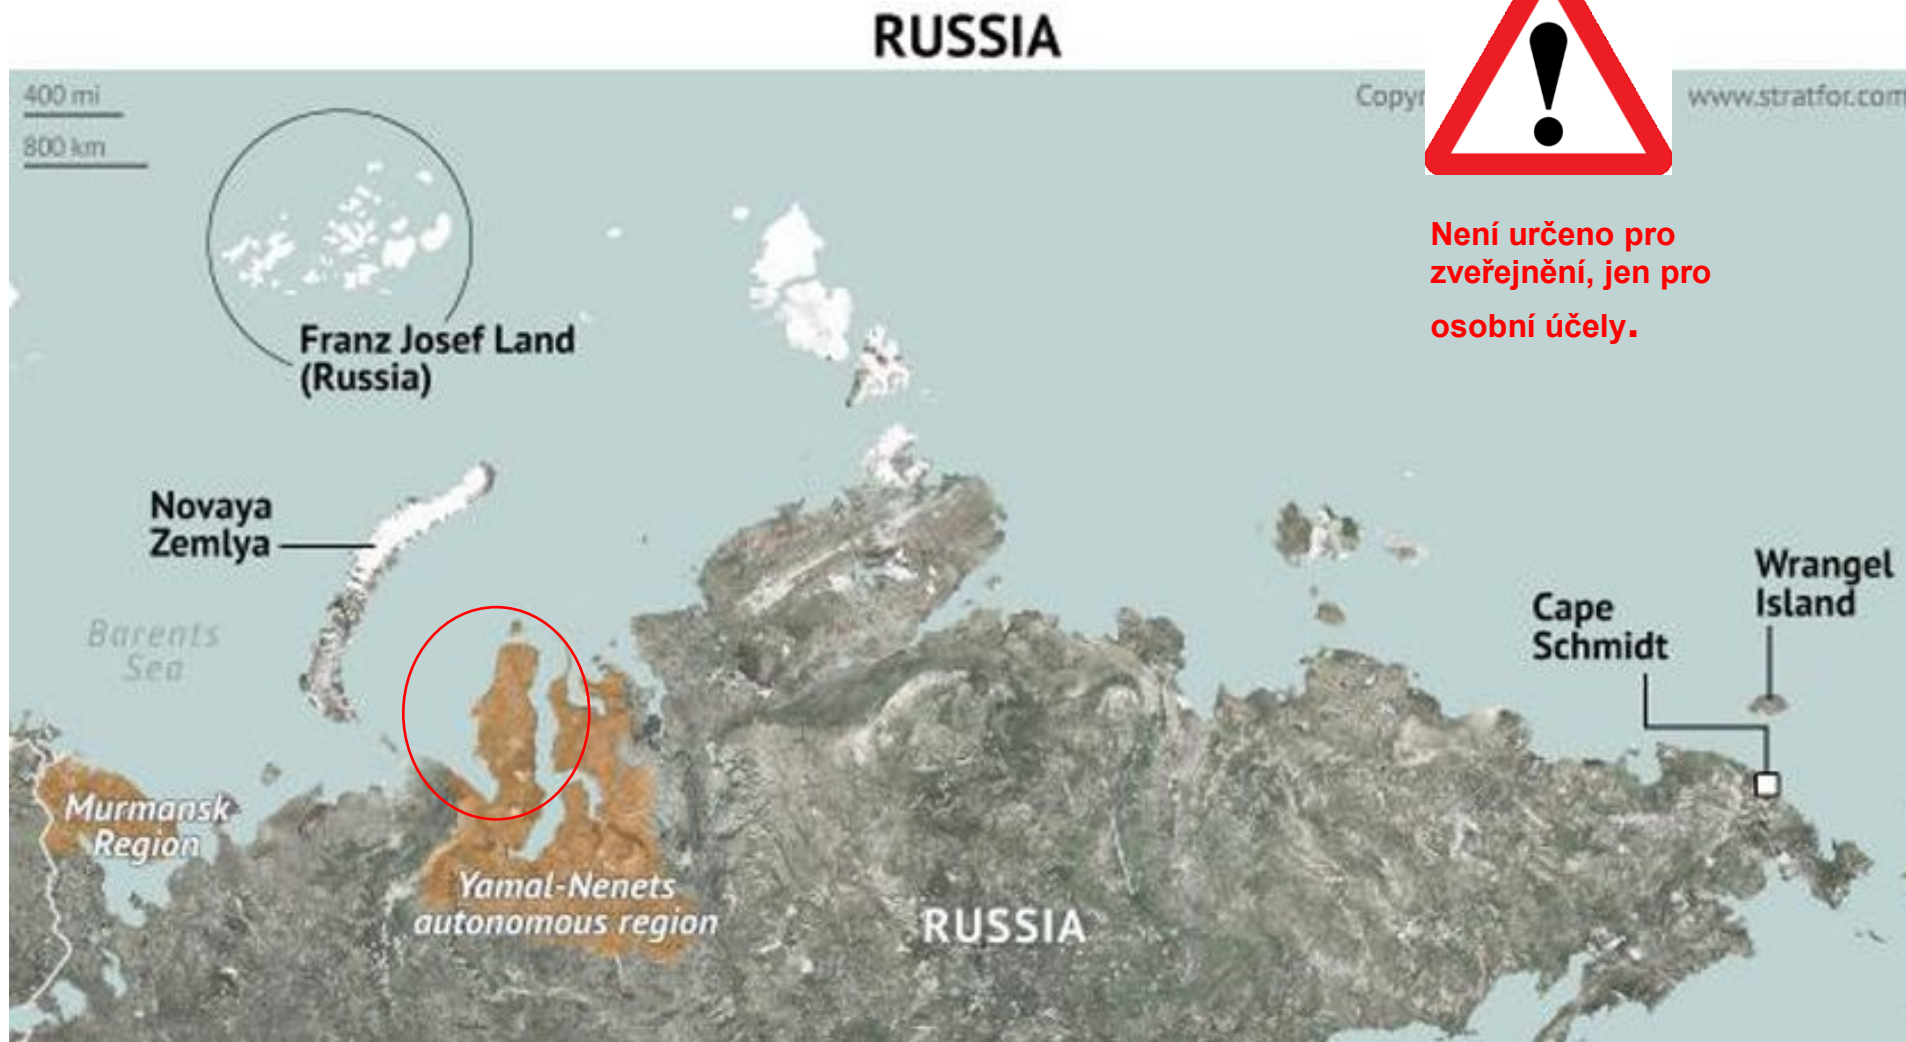 RUSSIA
400 mi
800 km
www.stratfor.com
Není určeno pro
zveřejnění, jen pro
osobní účely.
Franz Josef Land
(Russia)
Novaya
Zemlya
Barents
Sea
Wrangel
Island
Cape
Schmidt
Murmansk
Region
Yamal-Nenets
autonomous region
RUSSIA